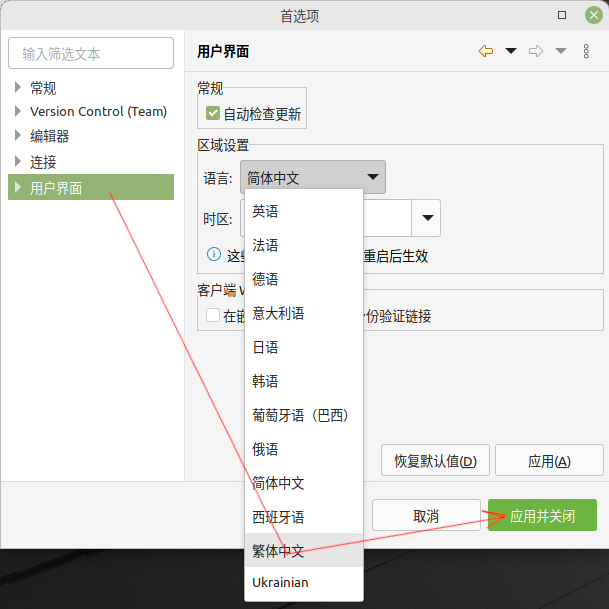 首选项
输入筛选文本
常规
Version Control (Team)
编辑器
连接
用户界面
用户界面
常规
自动检查更新
区域设置
语言:
简体中文
时区:
这些
重启后生效
客户端
在嵌
份验证链接
英语
法语
德语
意大利语
日语
韩语
葡萄牙语（巴西）
俄语
简体中文
西班牙语
繁体中文
Ukrainian
恢复默认值(D)
应用(A)
取消
应用并关闭